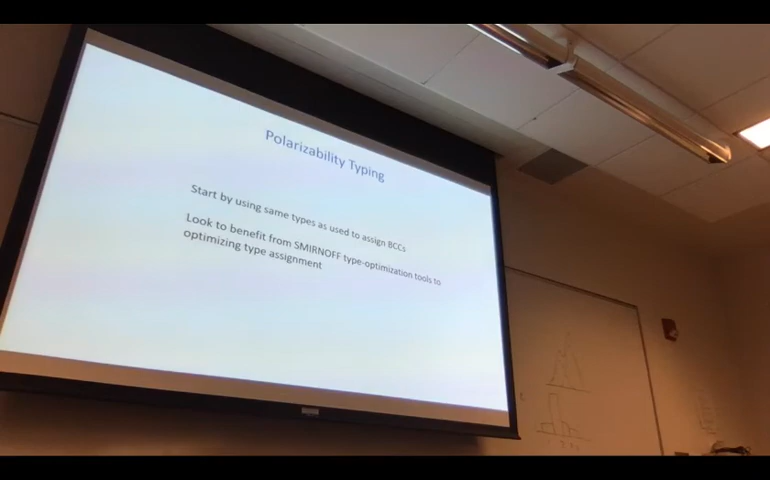 Polarizability Typing
Start by using same types as used to assign BCCs
Look to benefit from SMIRNOFF type-optimization tools to
optimizing type assignment